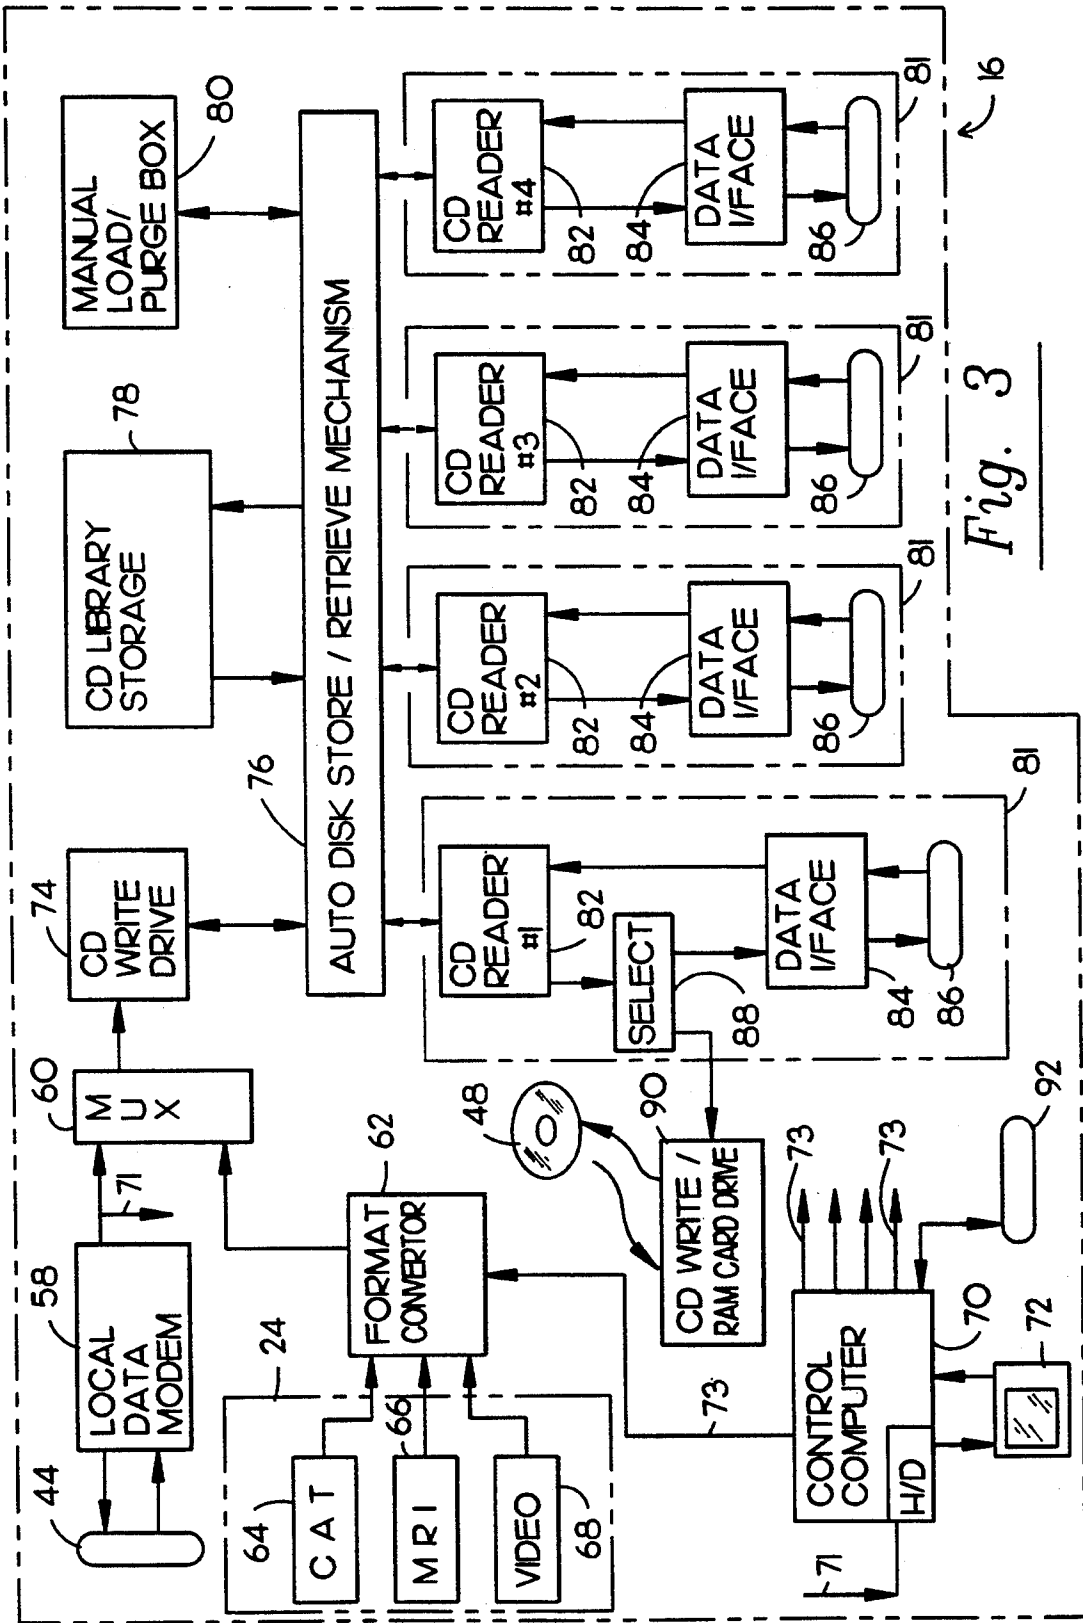 44
LOCAL
DATA
MODEM
58
71
M
U
X
60
CD
WRITE
DRIVE
74
CD LIBRARY
STORAGE
78
MANUAL
LOAD/
PURGE BOX
80
24
CAT
64
MRI
66
VIDEO
68
FORMAT
CONVERTOR
62
76
AUTO DISK STORE / RETRIEVE MECHANISM
48
CD WRITE /
RAM CARD DRIVE
90
CD
READER
#1
82
SELECT
88
DATA
I/FACE
84
86
81
CD
READER
#2
82
84
DATA
I/FACE
86
81
CD
READER
#3
82
84
DATA
I/FACE
86
81
CD
READER
#4
82
84
DATA
I/FACE
86
81
73
CONTROL
COMPUTER
H/D
71
70
72
73
73
92
16
Fig. 3